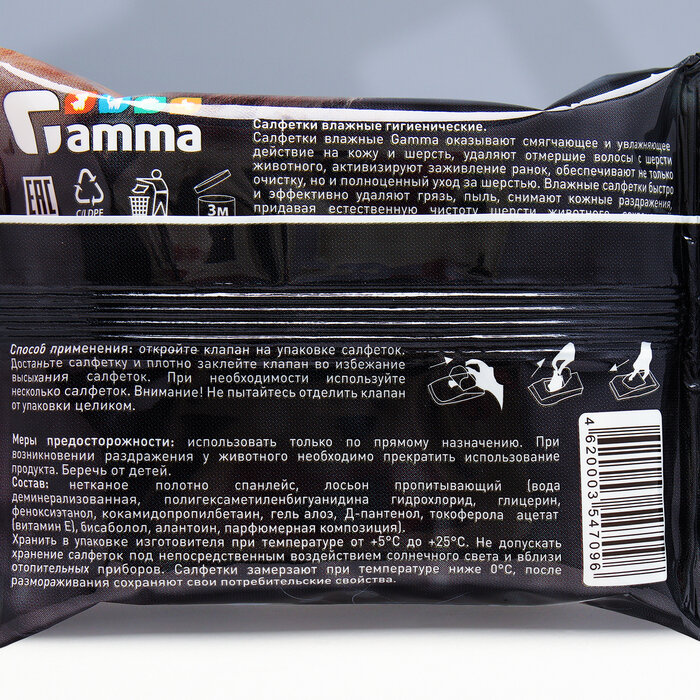 Gamma
Салфетки влажные гигиенические.
Салфетки влажные Gamma оказывают смягчающее и увлажняющее
действие на кожу и шерсть, удаляют отмершие волосы с шерсти
животного, активизируют заживление ранок, обеспечивают не только
очистку, но и полноценный уход за шерстью. Влажные салфетки быстро
и эффективно удаляют грязь, пыль, снимают кожные раздражения,
придавая естественную чистоту шерсти животного
EAC
C/LDPE
3М
Способ применения: откройте клапан на упаковке салфеток.
Достаньте салфетку и плотно заклейте клапан во избежание
высыхания салфеток. При необходимости используйте
несколько салфеток. Внимание! Не пытайтесь отделить клапан
от упаковки целиком.
Меры предосторожности: использовать только по прямому назначению. При
возникновении раздражения у животного необходимо прекратить использование
продукта. Беречь от детей.
Состав: нетканое полотно спанлейс, лосьон пропитывающий (вода
деминерализованная, полигексаметиленбигуанидина гидрохлорид, глицерин,
феноксиэтанол, кокамидопропилбетаин, гель алоэ, Д-пантенол, токоферола ацетат
(витамин Е), бисаболол, алантоин, парфюмерная композиция).
Хранить в упаковке изготовителя при температуре от +5°С до +25°С. Не допускать
хранение салфеток под непосредственным воздействием солнечного света и вблизи
отопительных приборов. Салфетки замерзают при температуре ниже 0°С, после
размораживания сохраняют свои потребительские свойства.
4620003547096